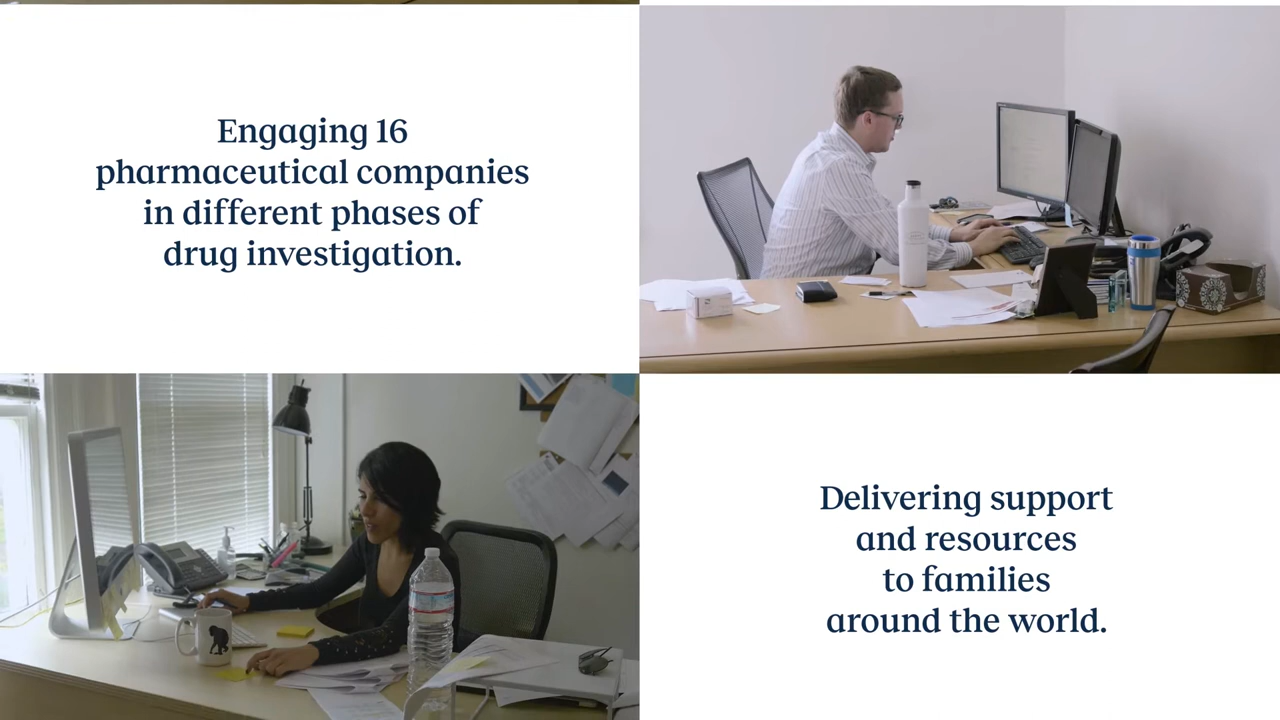 Engaging 16
pharmaceutical companies
in different phases of
drug investigation.
Delivering support
and resources
to families
around the world.